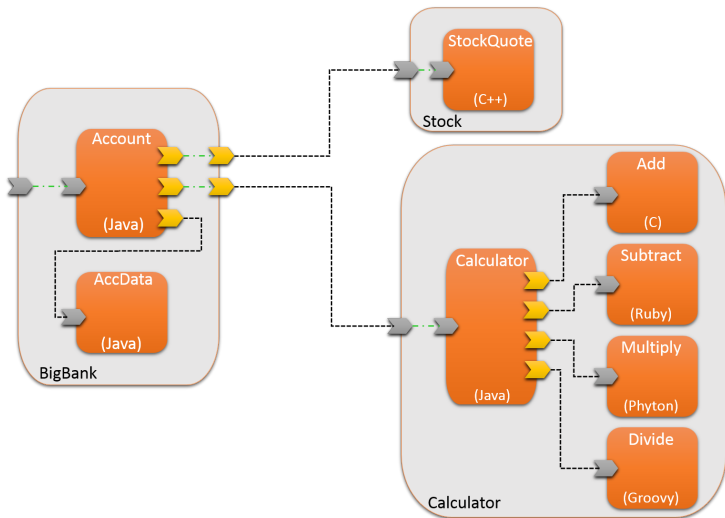 StockQuote
(C++)
Stock
Account
(Java)
AccData
(Java)
BigBank
Calculator
(Java)
Add
(C)
Subtract
(Ruby)
Multiply
(Phyton)
Divide
(Groovy)
Calculator